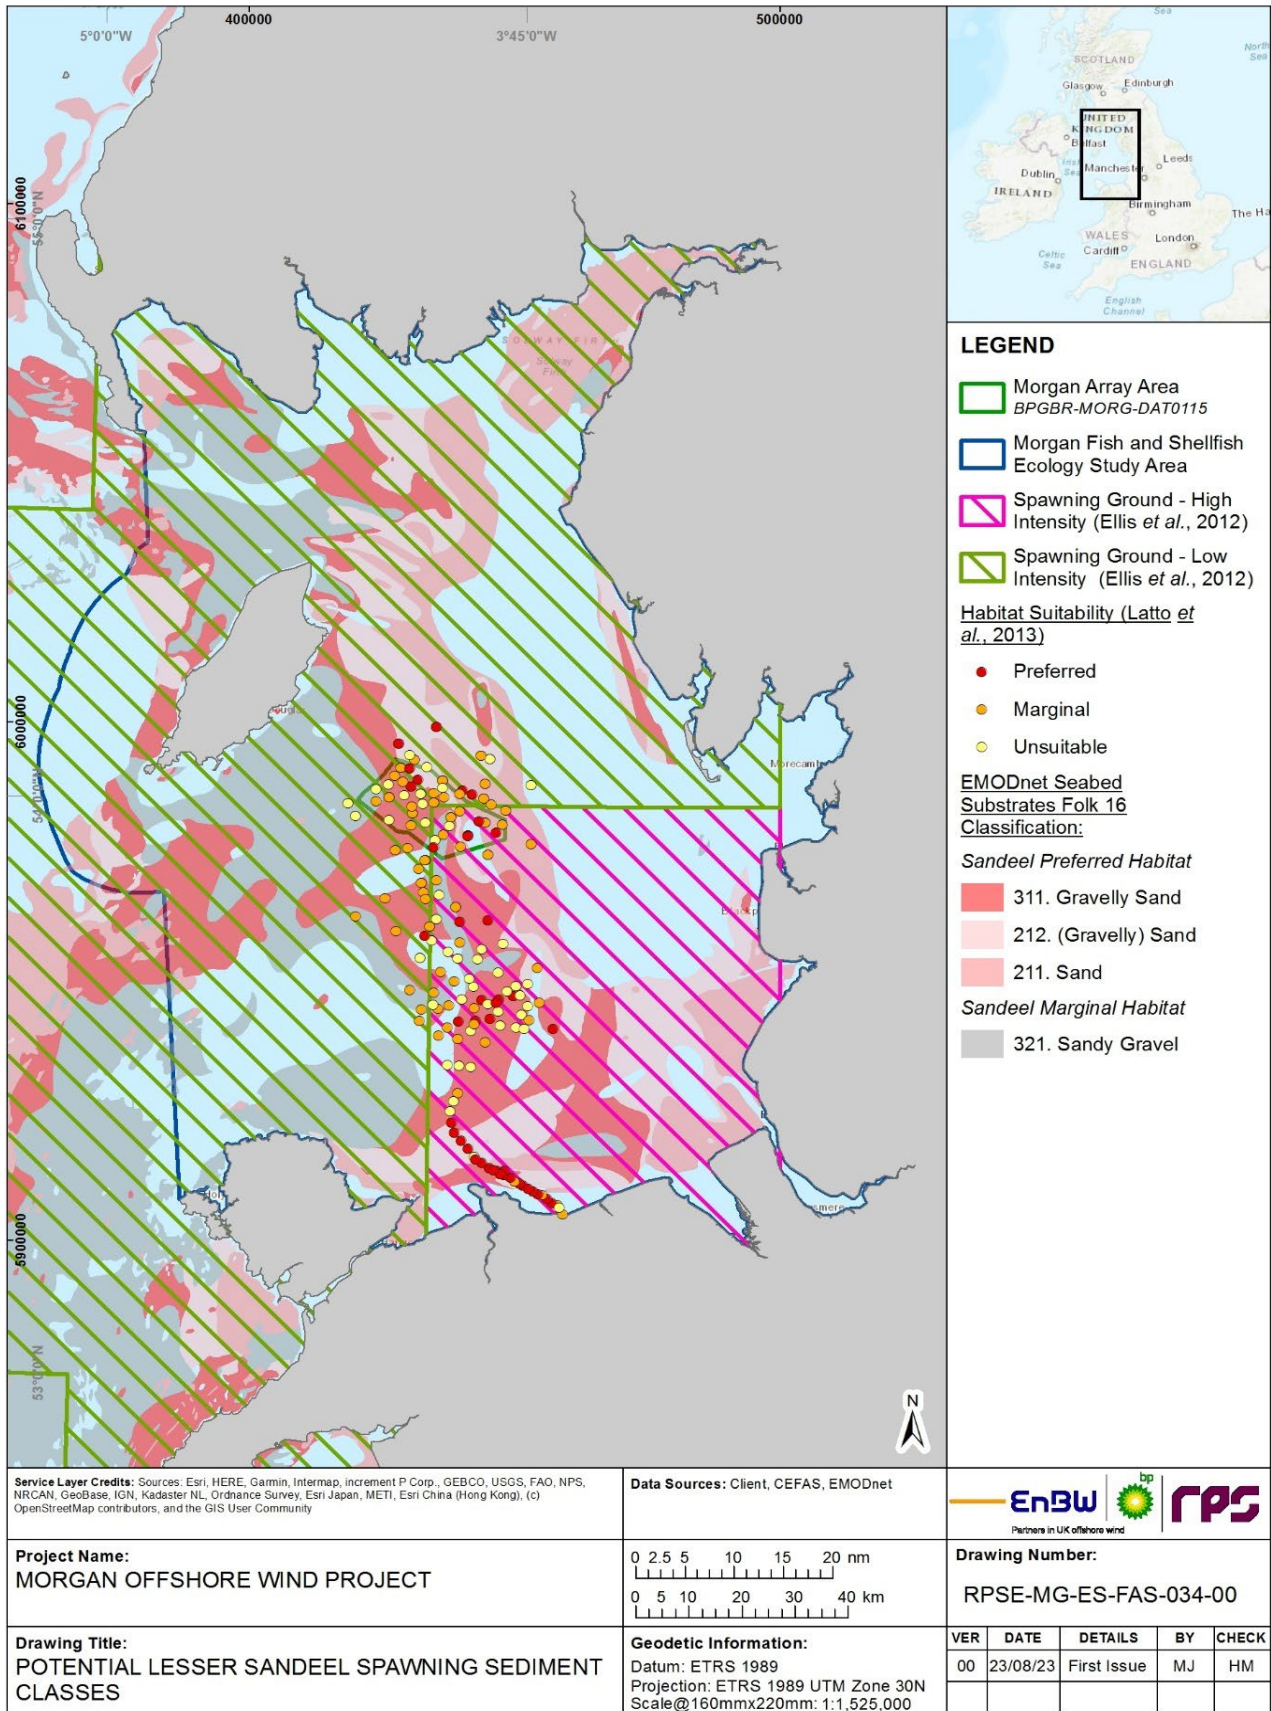 400000
500000
5°0'0"W
3°45'0"W
6100000
55°0'0"N
SOLWAY FIRTH
Solway
6000000
54°0'0"N
5900000
53°0'0"N
N
SCOTLAND
North
Sea
Sea
Glasgow
Edinburgh
UNITED
KINGDOM
Belfast
Leeds
Dublin
Manchester
IRELAND
Birmingham
The Ha
WALES
London
Cardiff
Celtic
Sea
ENGLAND
English
Channel
LEGEND
Morgan Array Area
BPGBR-MORG-DAT0115
Morgan Fish and Shellfish
Ecology Study Area
Spawning Ground - High
Intensity (Ellis et al., 2012)
Spawning Ground - Low
Intensity (Ellis et al., 2012)
Habitat Suitability (Latto et
al., 2013)
Preferred
Marginal
Unsuitable
EMODnet Seabed
Substrates Folk 16
Classification:
Sandeel Preferred Habitat
311. Gravelly Sand
212. (Gravelly) Sand
211. Sand
Sandeel Marginal Habitat
321. Sandy Gravel
Service Layer Credits: Sources: Esri, HERE, Garmin, Intermap, increment P Corp., GEBCO, USGS, FAO, NPS,
NRCAN, GeoBase, IGN, Kadaster NL, Ordnance Survey, Esri Japan, METI, Esri China (Hong Kong), (c)
OpenStreetMap contributors, and the GIS User Community
Data Sources: Client, CEFAS, EMODnet
EnBW
Partners in UK offshore wind
bp
rps
Project Name:
MORGAN OFFSHORE WIND PROJECT
0 2.5 5 10 15 20 nm
0 5 10 20 30 40 km
Drawing Number:
RPSE-MG-ES-FAS-034-00
Drawing Title:
POTENTIAL LESSER SANDEEL SPAWNING SEDIMENT
CLASSES
Geodetic Information:
Datum: ETRS 1989
Projection: ETRS 1989 UTM Zone 30N
Scale@160mmx220mm: 1:1,525,000
VER DATE DETAILS BY CHECK
00 23/08/23 First Issue MJ HM